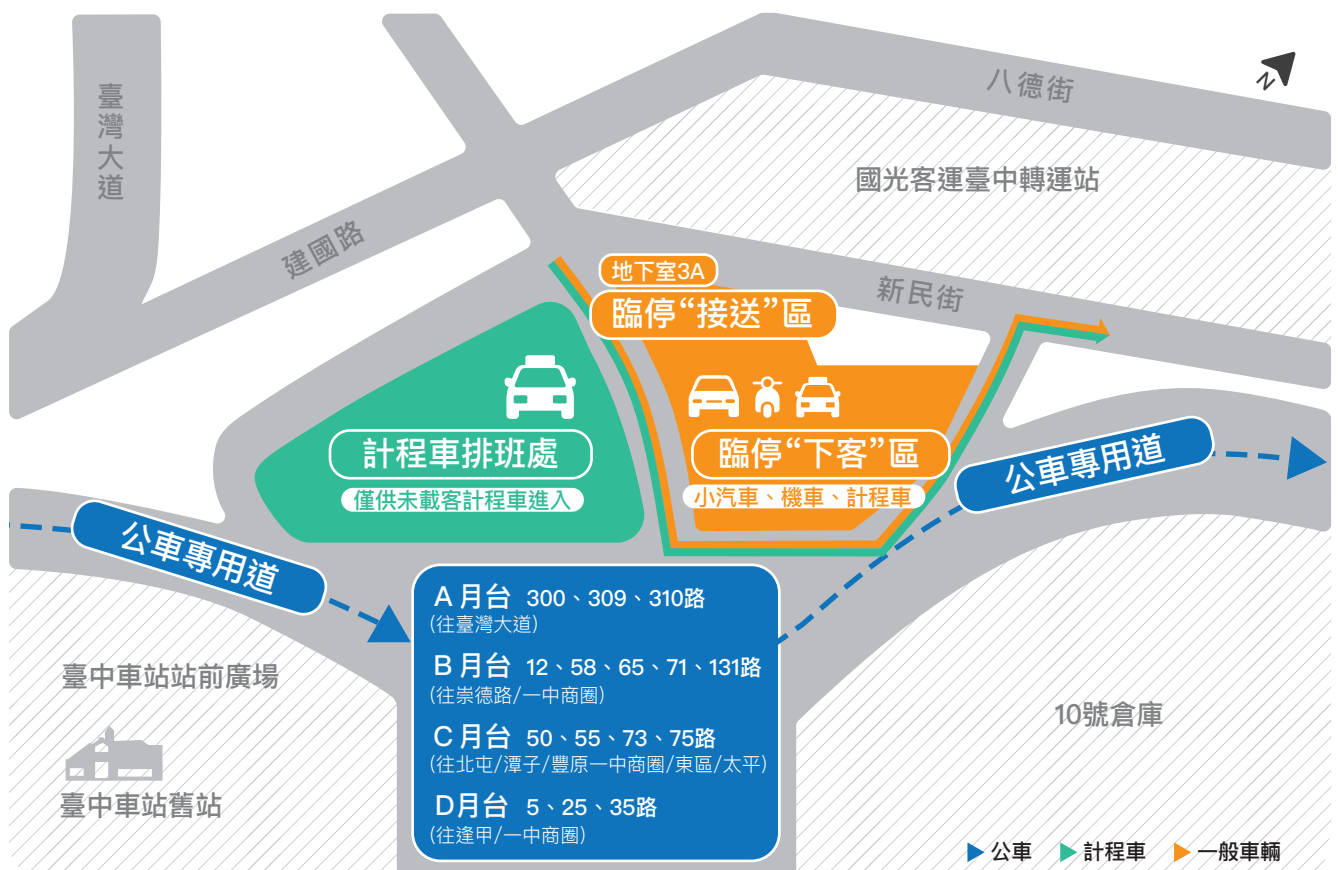 臺灣大道
八德街
N
國光客運臺中轉運站
建國路
地下室3A
臨停“接送”區
新民街
計程車排班處
僅供未載客計程車進入
臨停“下客”區
小汽車、機車、計程車
公車專用道
公車專用道
A月台 300、309、310路
(往臺灣大道)
B月台 12、58、65、71、131路
(往崇德路/一中商圈)
C月台 50、55、73、75路
(往北屯/潭子/豐原一中商圈/東區/太平)
D月台 5、25、35路
(往逢甲/一中商圈)
臺中車站站前廣場
臺中車站舊站
10號倉庫
公車 計程車 一般車輛